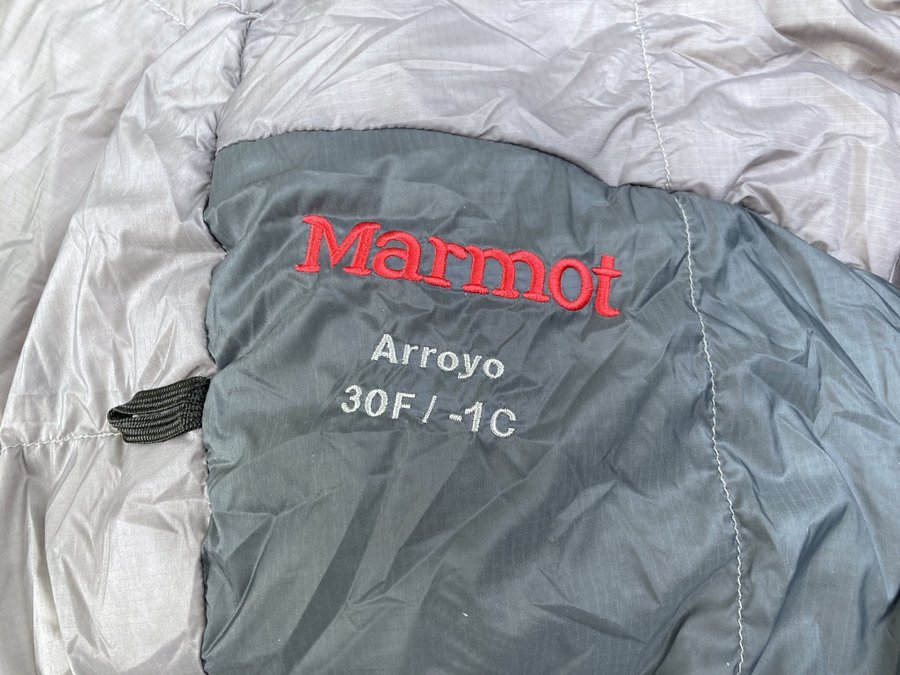 Marmot
Arroyo
30F / -1C